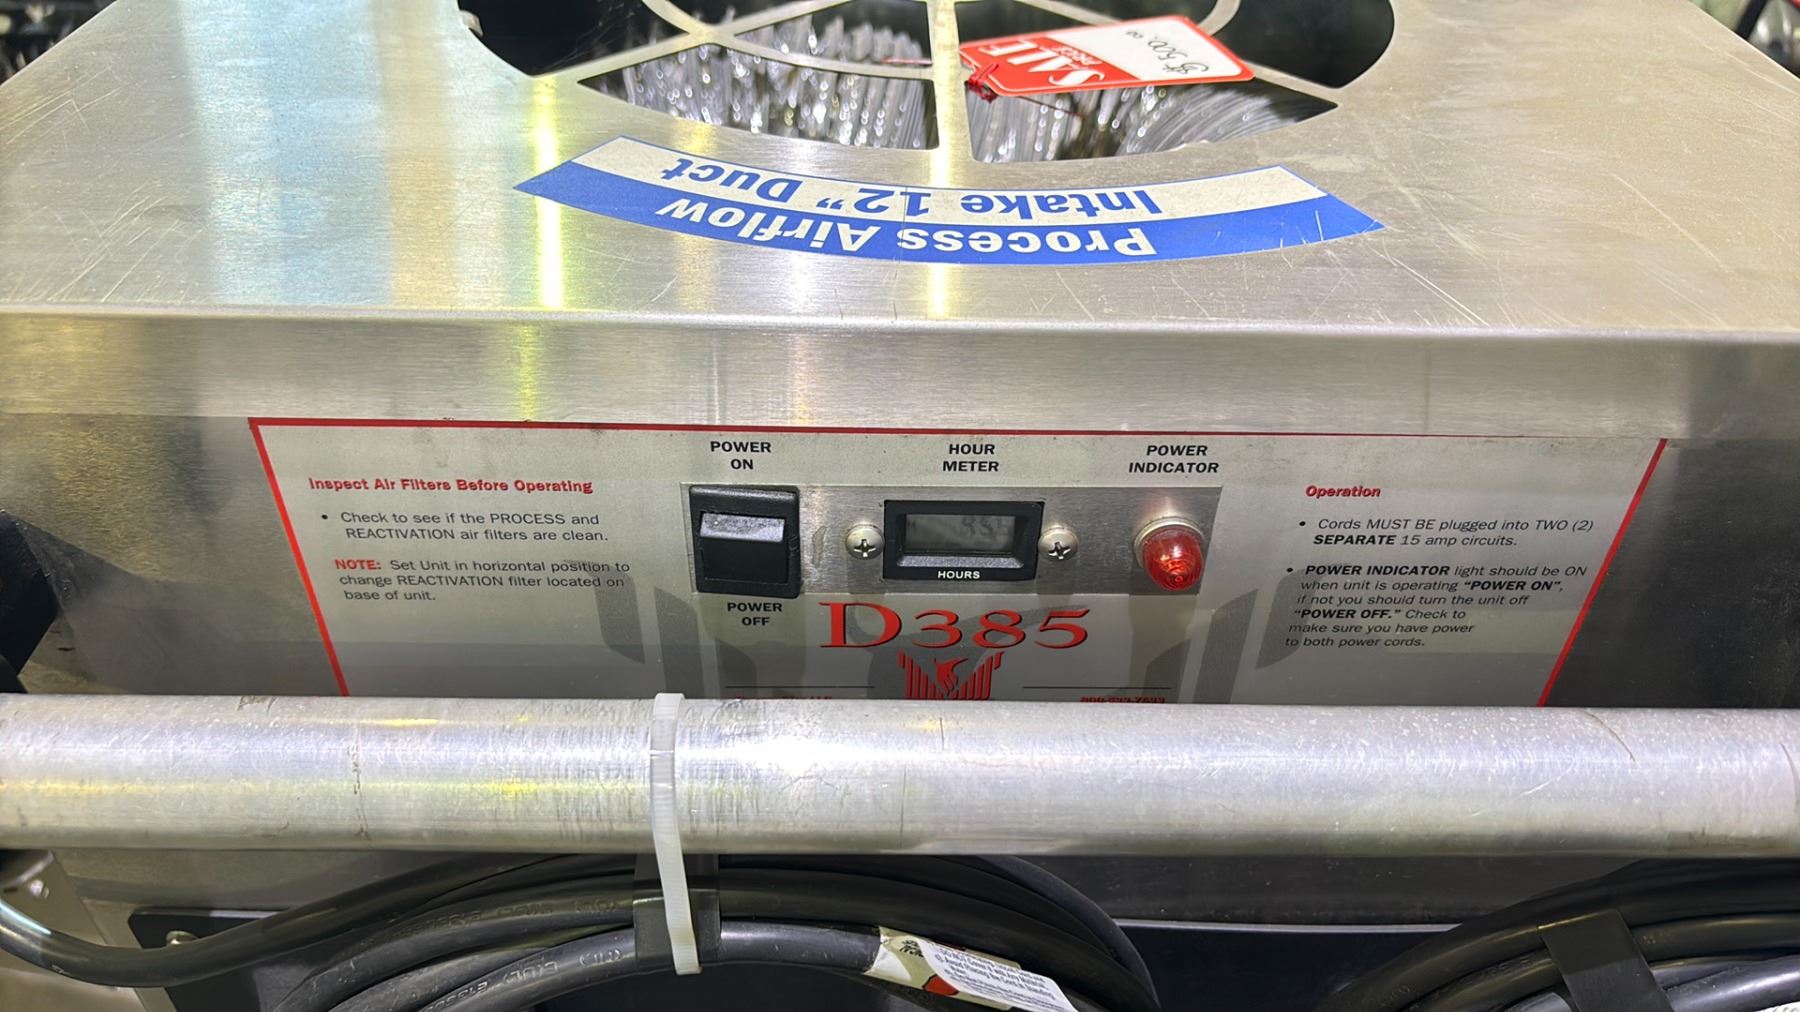 SALE
PRICE
$500.00
Process Airflow
Intake 12” Duct
POWER
ON
HOUR
METER
POWER
INDICATOR
HOURS
POWER
OFF
D385
Inspect Air Filters Before Operating
• Check to see if the PROCESS and
REACTIVATION air filters are clean.
NOTE: Set Unit in horizontal position to
change REACTIVATION filter located on
base of unit.
Operation
• Cords MUST BE plugged into TWO (2)
SEPARATE 15 amp circuits.
• POWER INDICATOR light should be ON
when unit is operating “POWER ON”,
if not you should turn the unit off
“POWER OFF.” Check to
make sure you have power
to both power cords.